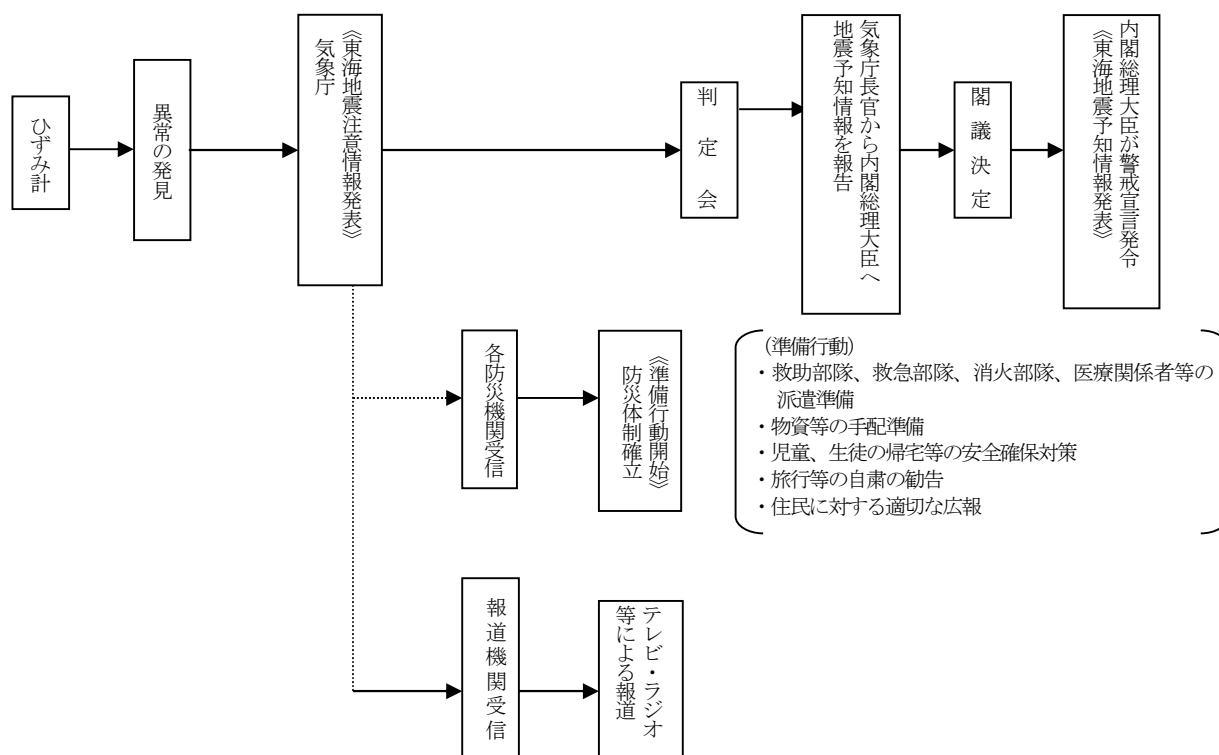 ひずみ計
異常の発見
《東海地震注意情報発表》
気象庁
判定会
気象庁長官から内閣総理大臣へ
地震予知情報を報告
閣議決定
内閣総理大臣が警戒宣言発令
《東海地震予知情報発表》
各防災機関受信
《準備行動開始》
防災体制確立
(準備行動)
・救助部隊、救急部隊、消火部隊、医療関係者等の
派遣準備
・物資等の手配準備
・児童、生徒の帰宅等の安全確保対策
・旅行等の自粛の勧告
・住民に対する適切な広報
報道機関受信
テレビ・ラジオ
等による報道